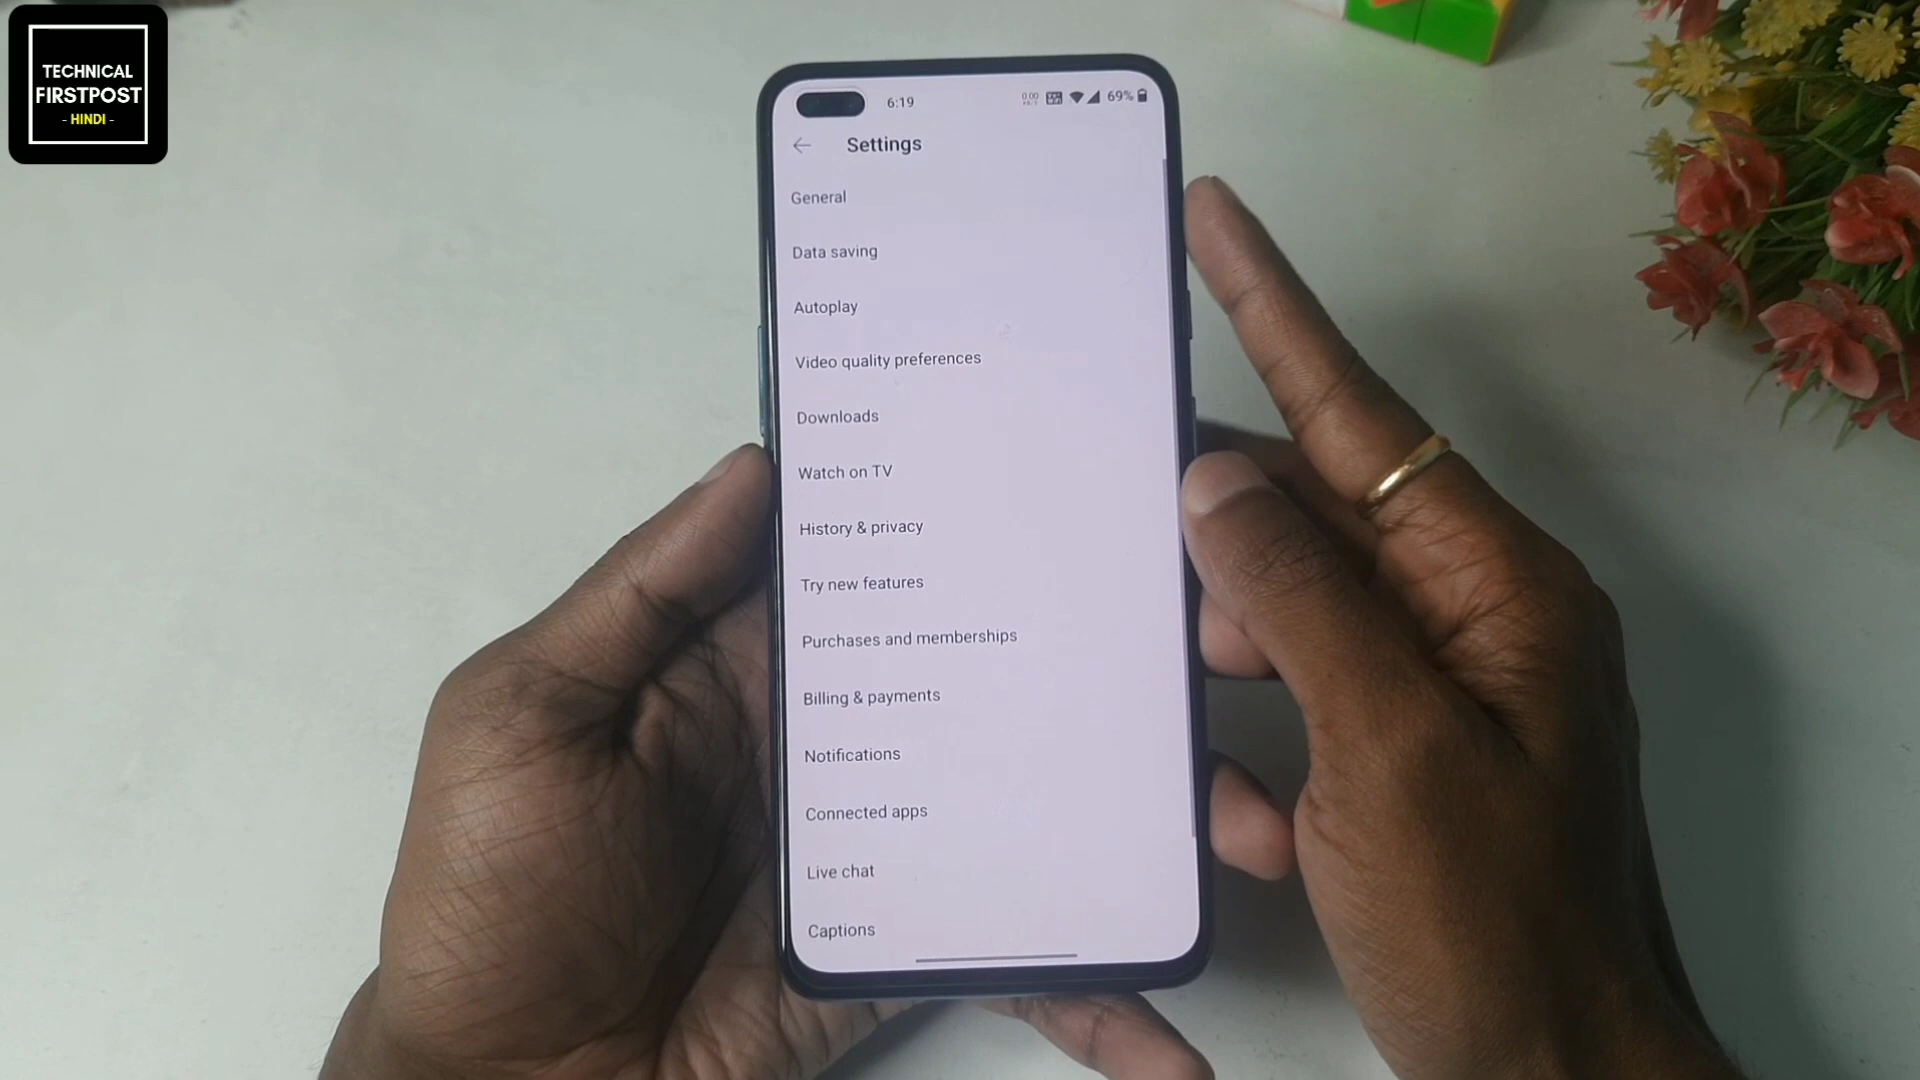 TECHNICAL
FIRSTPOST
- HINDI -
6:19
69%
Settings
General
Data saving
Autoplay
Video quality preferences
Downloads
Watch on TV
History & privacy
Try new features
Purchases and memberships
Billing & payments
Notifications
Connected apps
Live chat
Captions